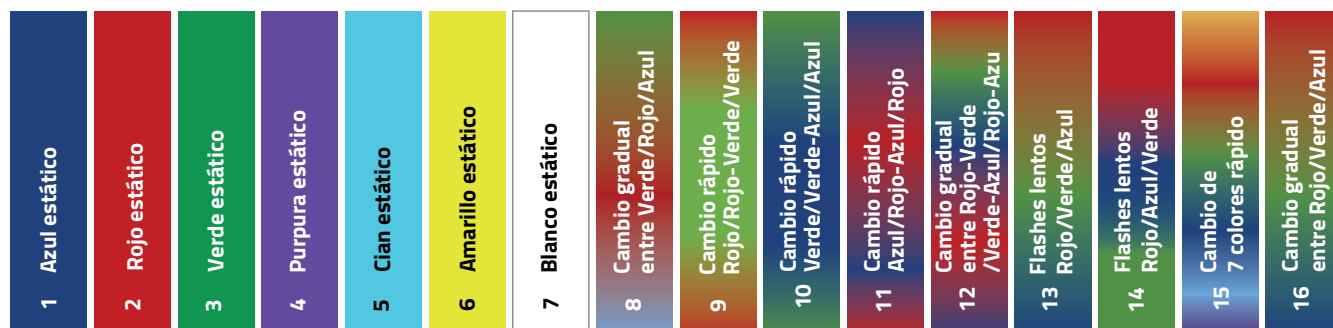 1 Azul estático
2 Rojo estático
3 Verde estático
4 Purpura estático
5 Cian estático
6 Amarillo estático
7 Blanco estático
8 Cambio gradual
entre Verde/Rojo/Azul
9 Cambio rápido
Rojo/Rojo-Verde/Verde
10 Cambio rápido
Verde/Verde-Azul/Azul
11 Cambio rápido
Azul/Rojo-Azul/Rojo
12 Cambio gradual
entre Rojo-Verde
/Verde-Azul/Rojo-Azu
13 Flashes lentos
Rojo/Verde/Azul
14 Flashes lentos
Rojo/Azul/Verde
15 Cambio de
7 colores rápido
16 Cambio gradual
entre Rojo/Verde/Azul